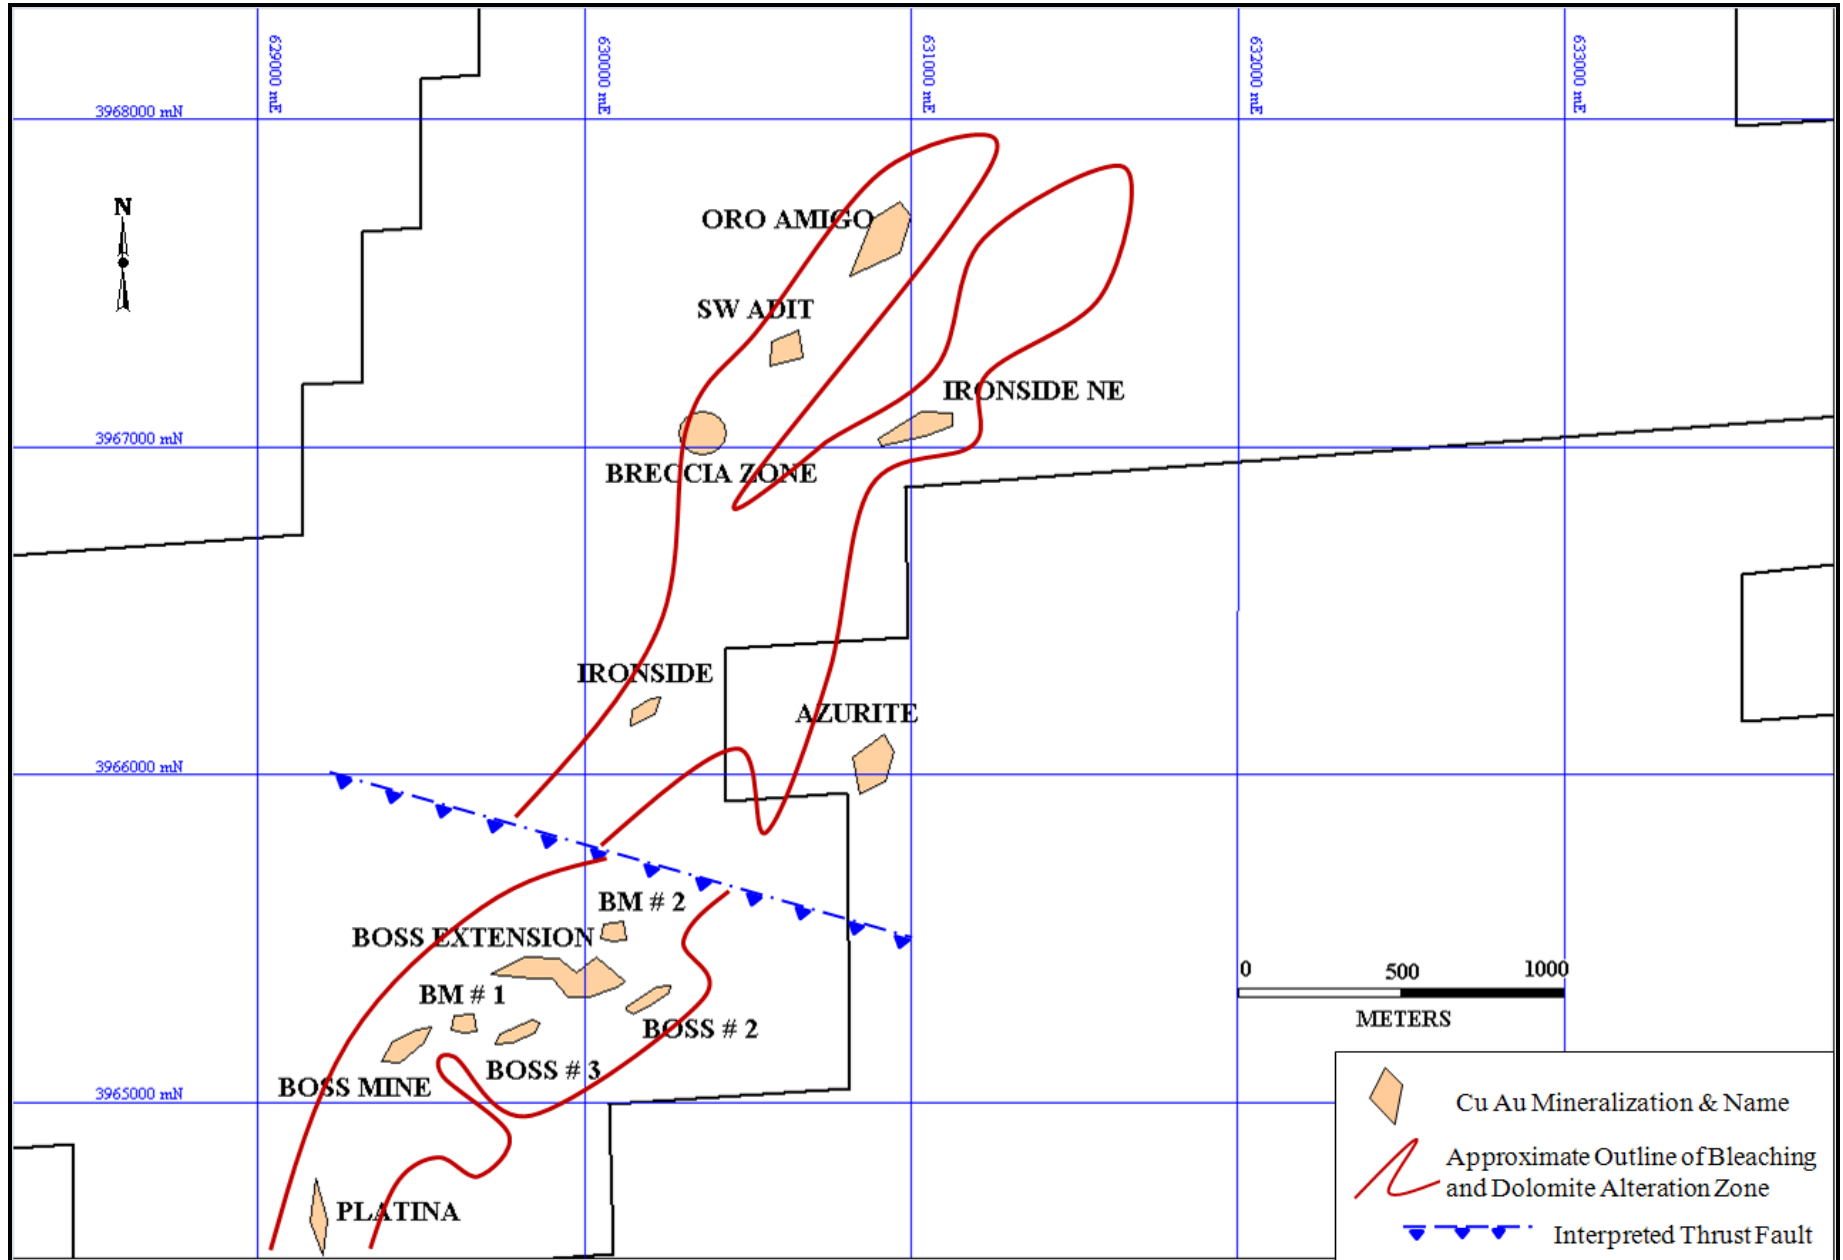 629000 mE
630000 mE
631000 mE
632000 mE
633000 mE
3968000 mN
N
ORO AMIGO
SW ADIT
IRONSIDE NE
3967000 mN
BRECCIA ZONE
IRONSIDE
AZURITE
3966000 mN
BM # 2
BOSS EXTENSION
BM # 1
0 500 1000
METERS
BOSS # 2
BOSS # 3
BOSS MINE
3965000 mN
PLATINA
Cu Au Mineralization & Name
Approximate Outline of Bleaching
and Dolomite Alteration Zone
Interpreted Thrust Fault